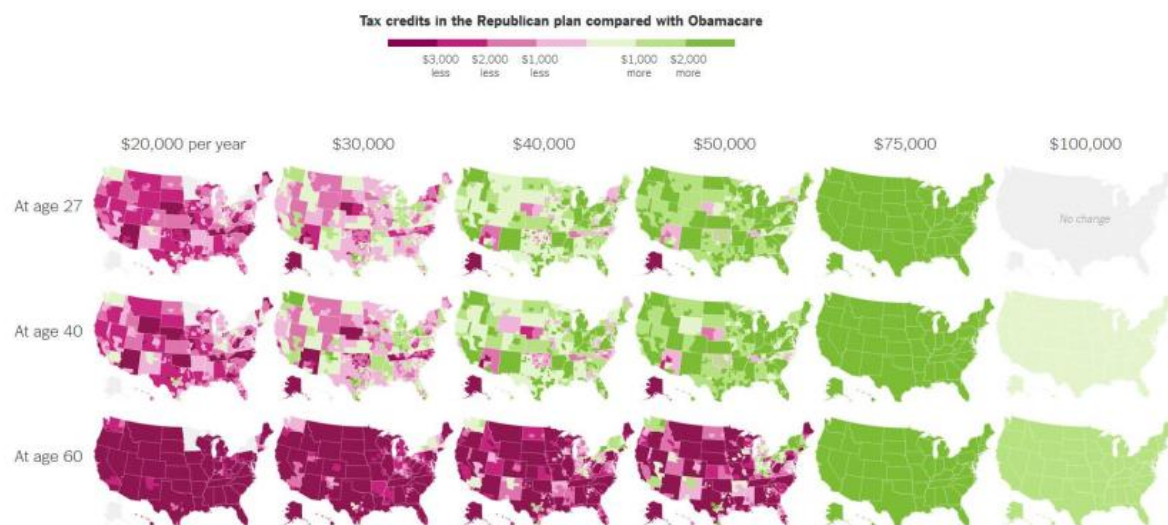 Tax credits in the Republican plan compared with Obamacare
$3,000 $2,000 $1,000 $1,000 $2,000
less less less more more
$20,000 per year $30,000 $40,000 $50,000 $75,000 $100,000
At age 27
No change
At age 40
At age 60